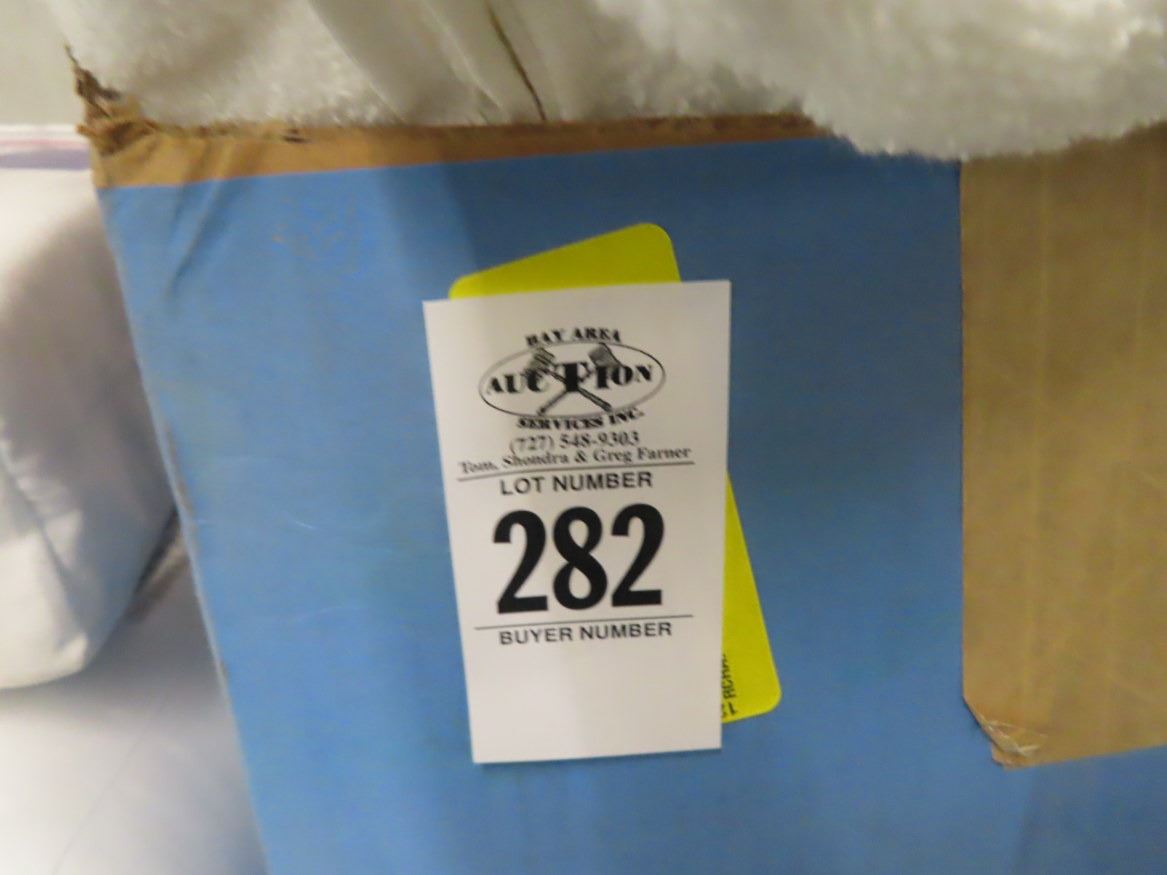 BAY AREA
AUCTION
SERVICES INC.
(727) 548-9303
Tom, Shondra & Greg Farner
LOT NUMBER
282
BUYER NUMBER